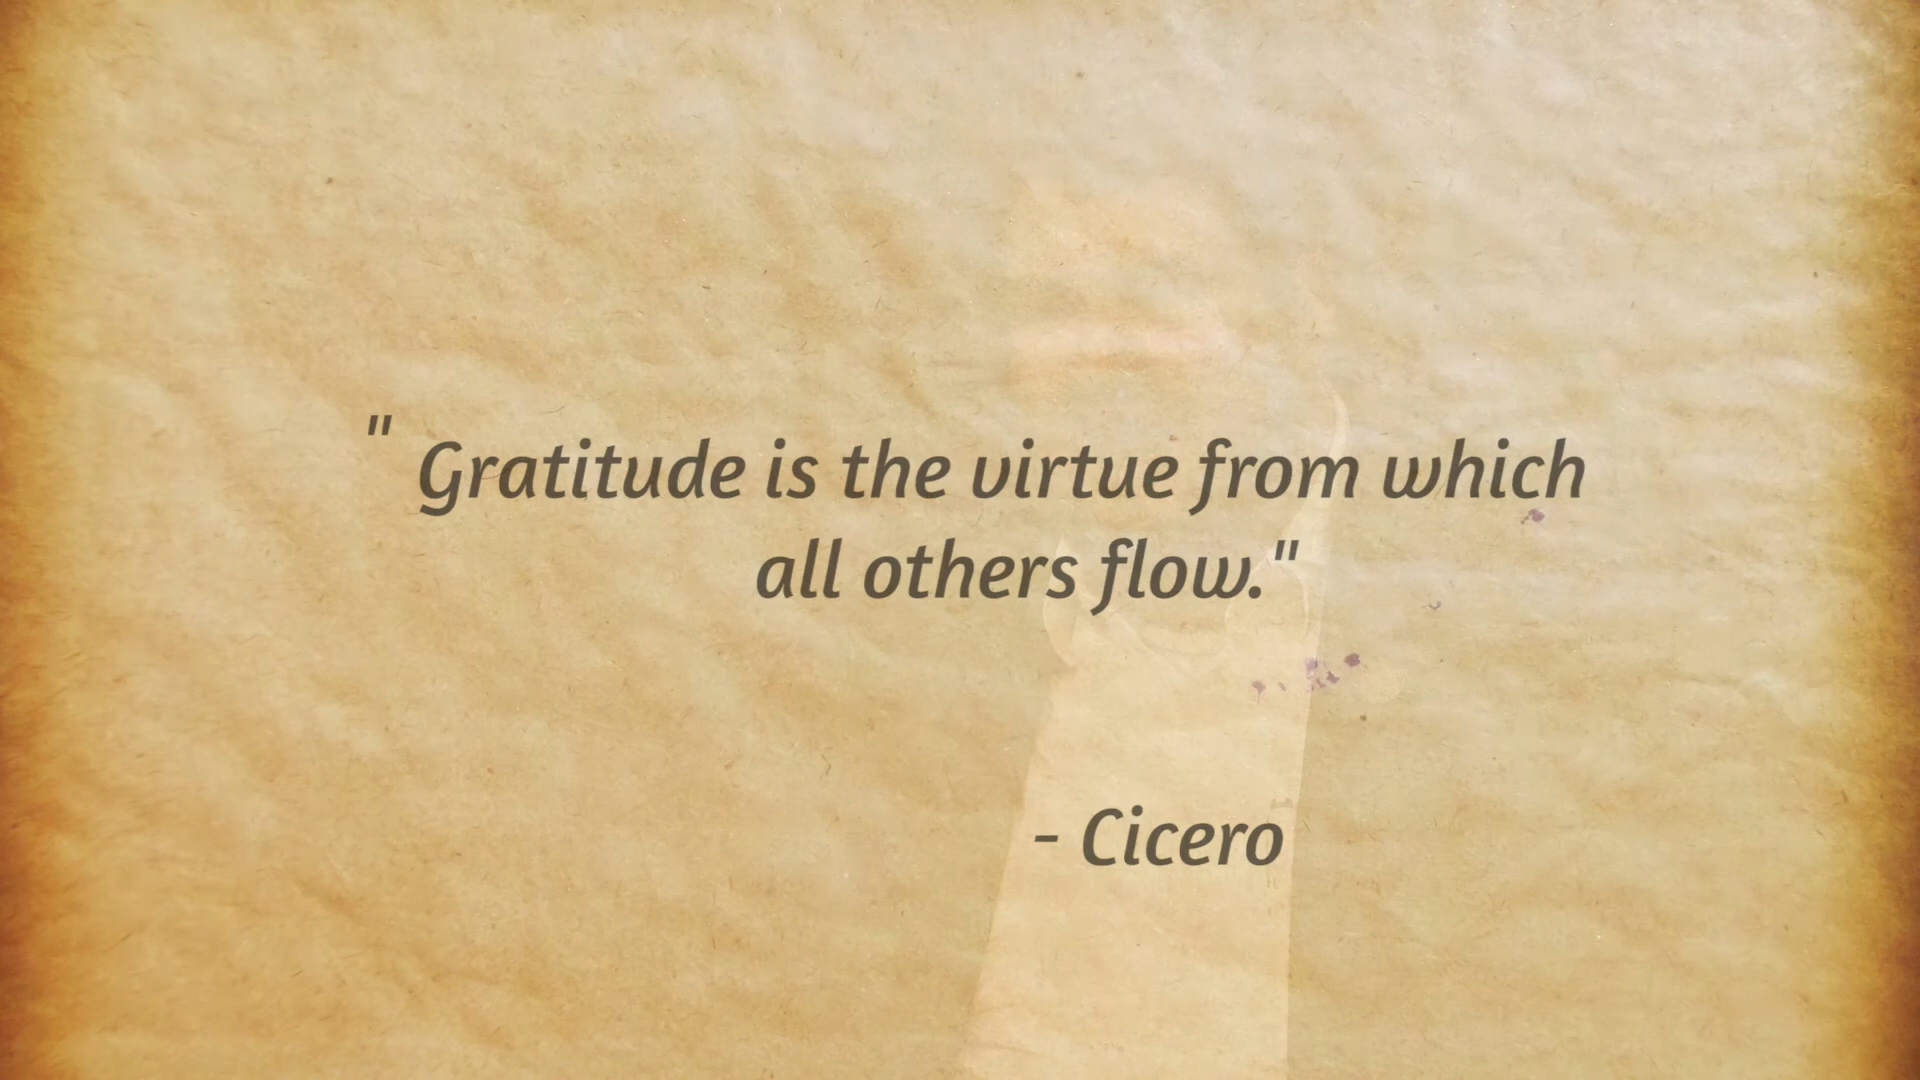 " Gratitude is the virtue from which
all others flow."
- Cicero